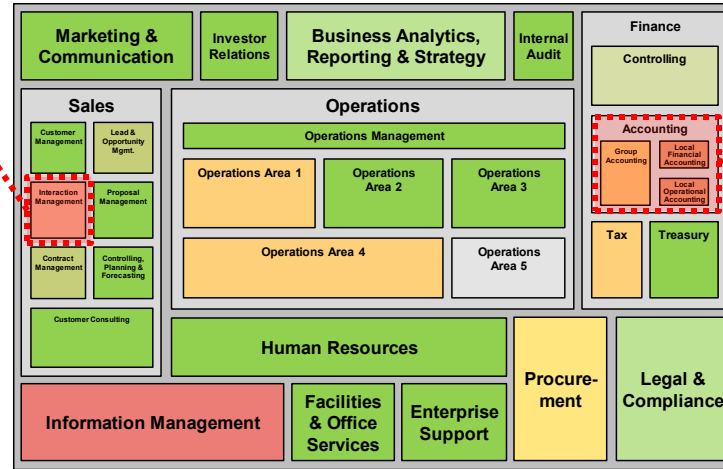 Marketing &
Communication
Investor
Relations
Business Analytics,
Reporting & Strategy
Internal
Audit
Finance
Controlling
Accounting
Group
Accounting
Local
Financial
Accounting
Local
Operational
Accounting
Tax
Treasury
Sales
Customer
Management
Lead &
Opportunity
Mgmt.
Interaction
Management
Proposal
Management
Contract
Management
Controlling,
Planning &
Forecasting
Customer Consulting
Operations
Operations Management
Operations Area 1
Operations
Area 2
Operations
Area 3
Operations Area 4
Operations
Area 5
Human Resources
Procure-
ment
Legal &
Compliance
Information Management
Facilities
& Office
Services
Enterprise
Support